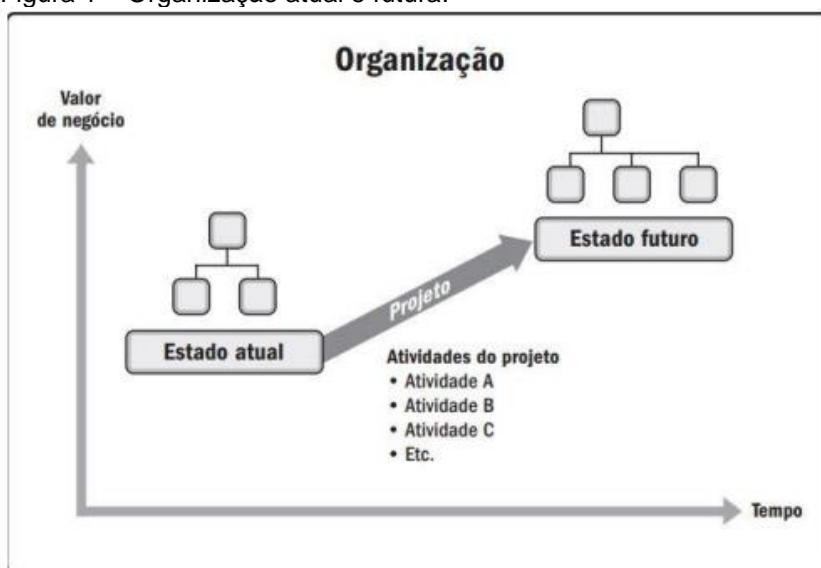 Organização
Valor
de negócio
Estado futuro
Projeto
Estado atual
Atividades do projeto
• Atividade A
• Atividade B
• Atividade C
• Etc.
Tempo